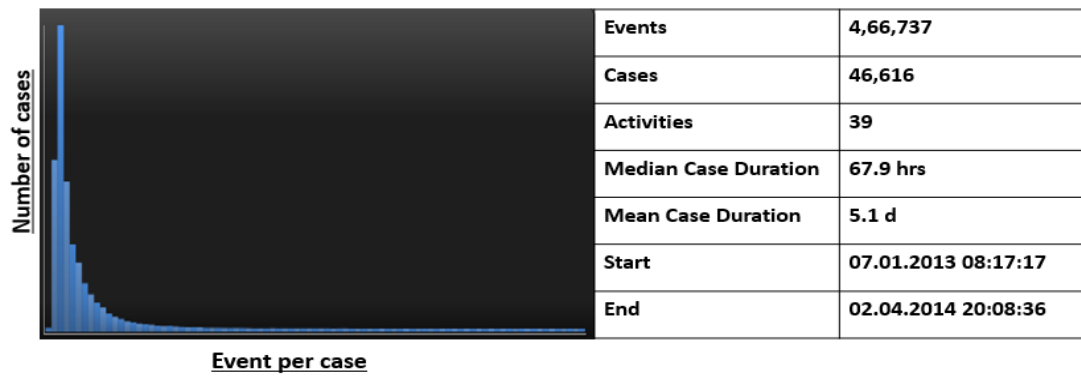 Number of cases
Event per case
Events 4,66,737
Cases 46,616
Activities 39
Median Case Duration 67.9 hrs
Mean Case Duration 5.1 d
Start 07.01.2013 08:17:17
End 02.04.2014 20:08:36